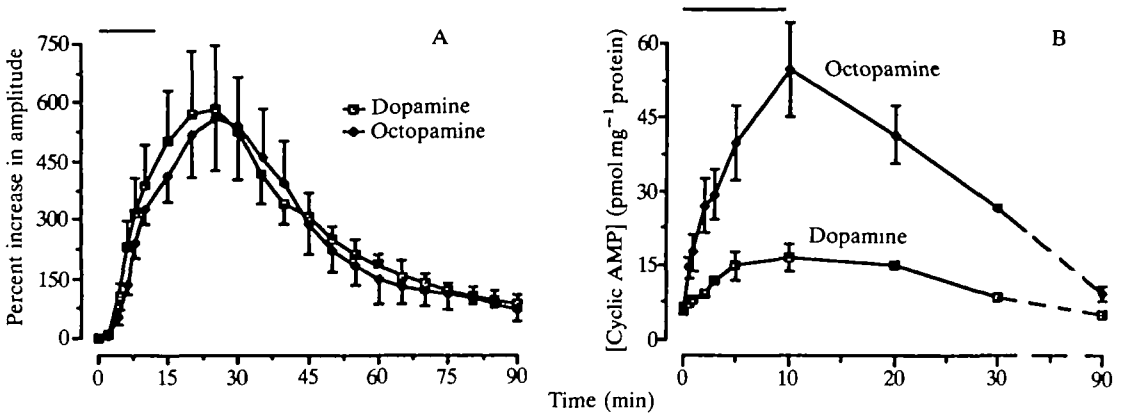 A
B
Percent increase in amplitude
750
600
450
300
150
0
Dopamine
Octopamine
0 15 30 45 60 75 90
[Cyclic AMP] (pmol mg⁻¹ protein)
60
45
30
15
0
Octopamine
Dopamine
0 10 20 30 90
Time (min)